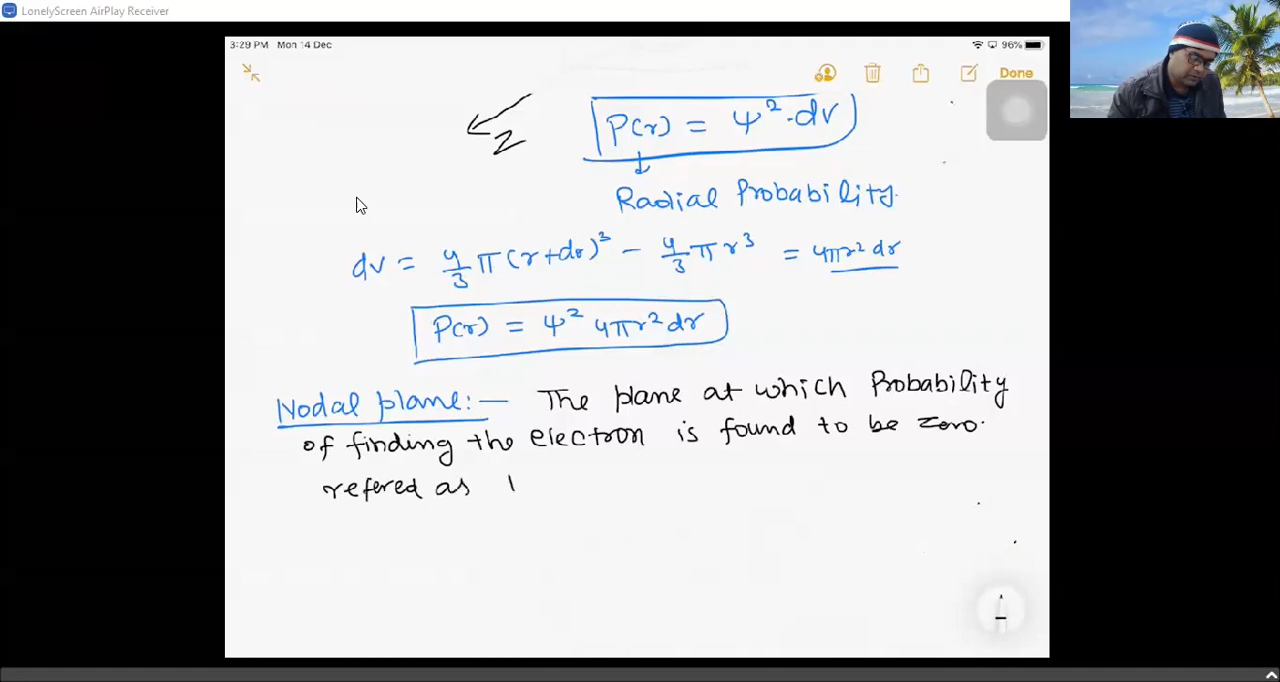 LonelyScreen AirPlay Receiver
3:29 PM Mon 14 Dec 96%
Done
P(r) = ψ².dv
Z
Radial Probability.
dv = 4/3 π(r+dr)³ – 4/3 πr³ = 4πr² dr
P(r) = ψ² 4πr² dr
Nodal plane:— The plane at which Probability
of finding the electron is found to be zero.
refered as